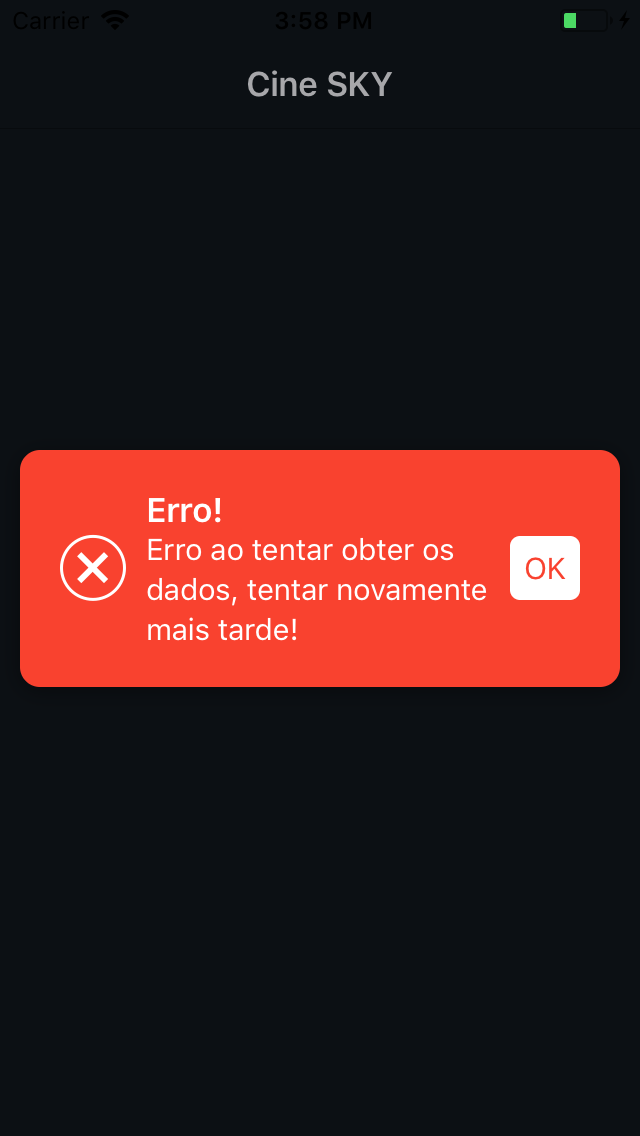 Carrier 3:58 PM
Cine SKY
Erro!
Erro ao tentar obter os
dados, tentar novamente
mais tarde!
OK